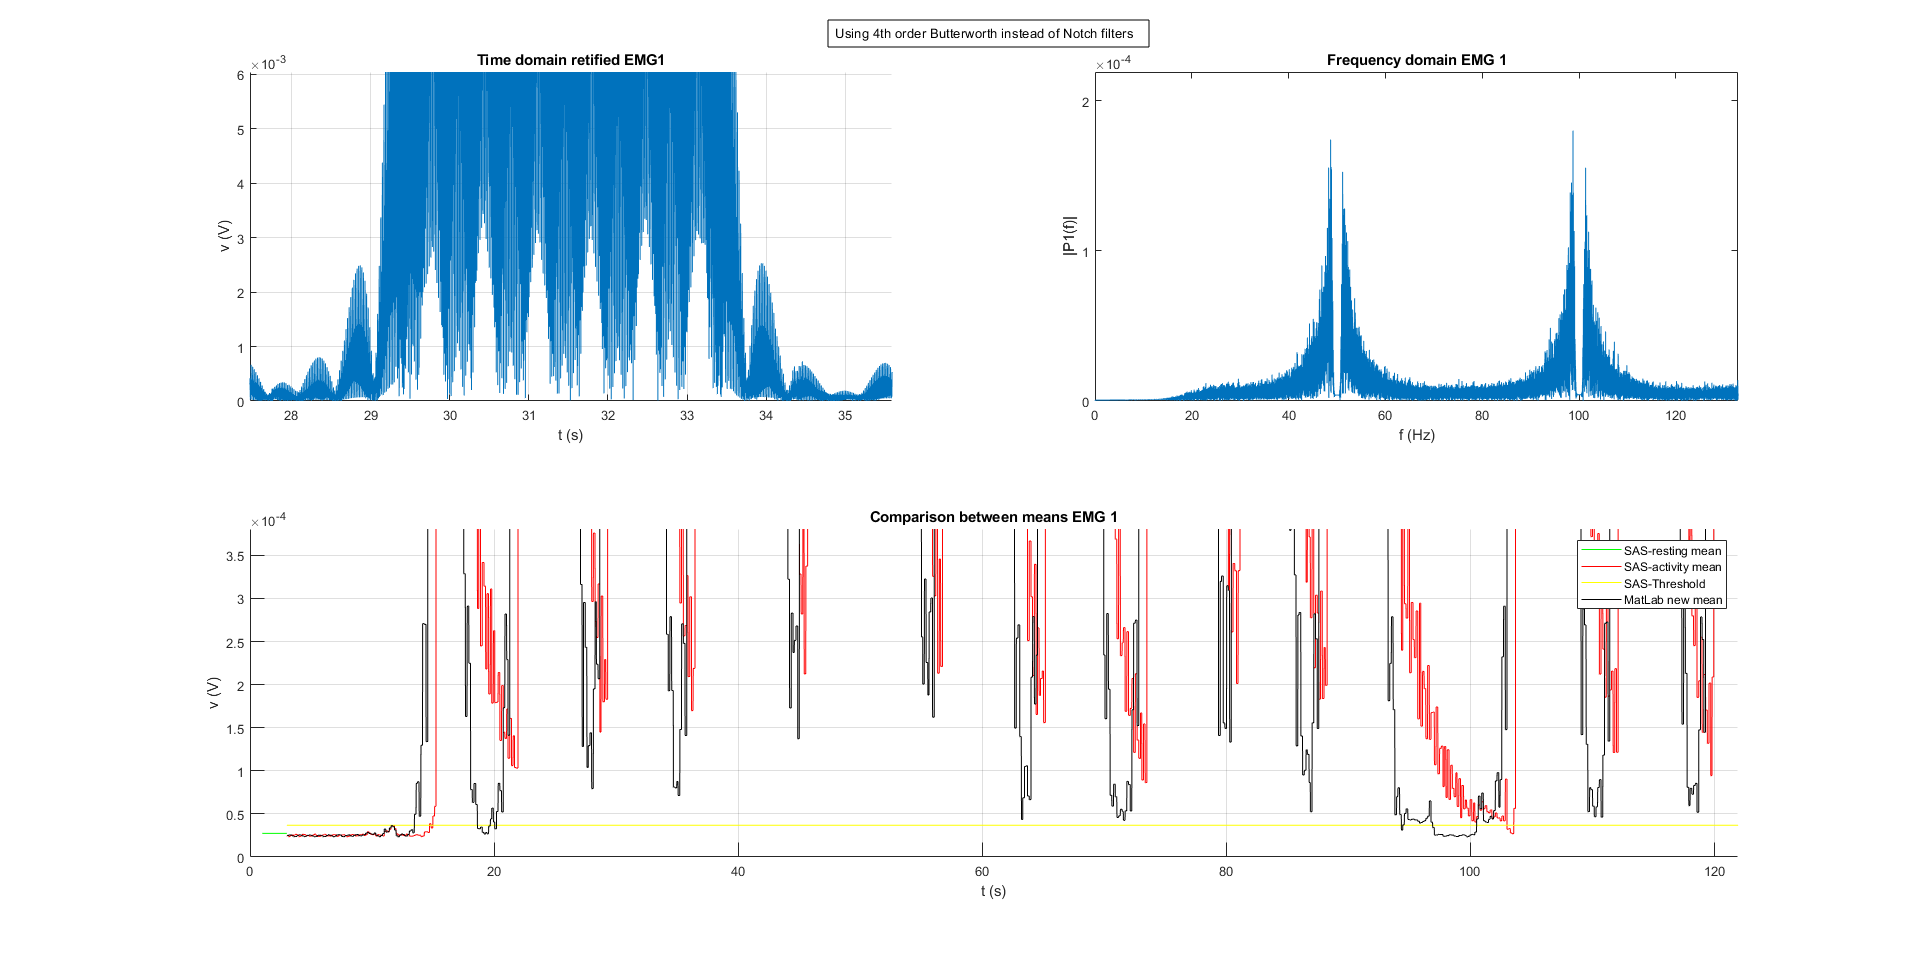 Using 4th order Butterworth instead of Notch filters
Time domain retified EMG1
×10-3
6
5
4
3
2
1
0
v (V)
28 29 30 31 32 33 34 35
t (s)
Frequency domain EMG 1
×10-4
2
1
0
|P1(f)|
0 20 40 60 80 100 120
f (Hz)
Comparison between means EMG 1
×10-4
3.5
3
2.5
2
1.5
1
0.5
0
v (V)
0 20 40 60 80 100 120
t (s)
SAS-resting mean
SAS-activity mean
SAS-Threshold
MatLab new mean